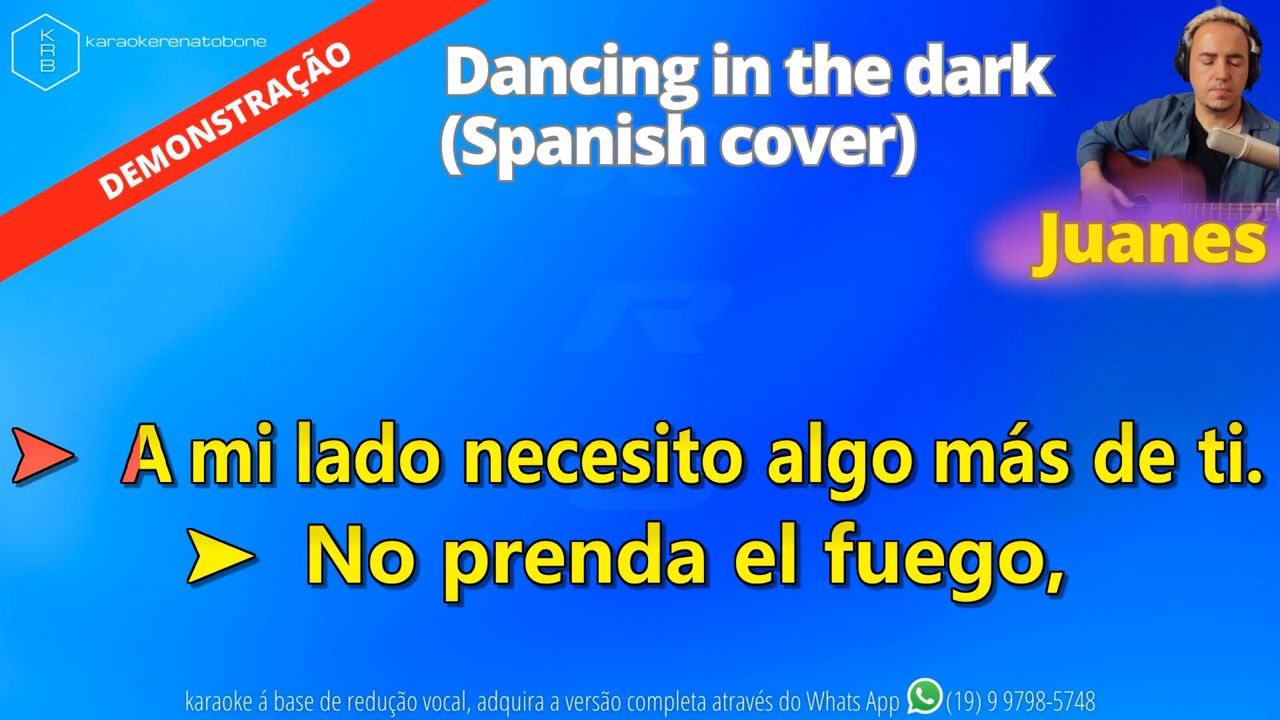 K
R
B
karaokerenatobone
DEMONSTRAÇÃO
Dancing in the dark
(Spanish cover)
Juanes
A mi lado necesito algo más de ti.
No prenda el fuego,
karaoke á base de redução vocal, adquira a versão completa através do Whats App (19) 9 9798-5748